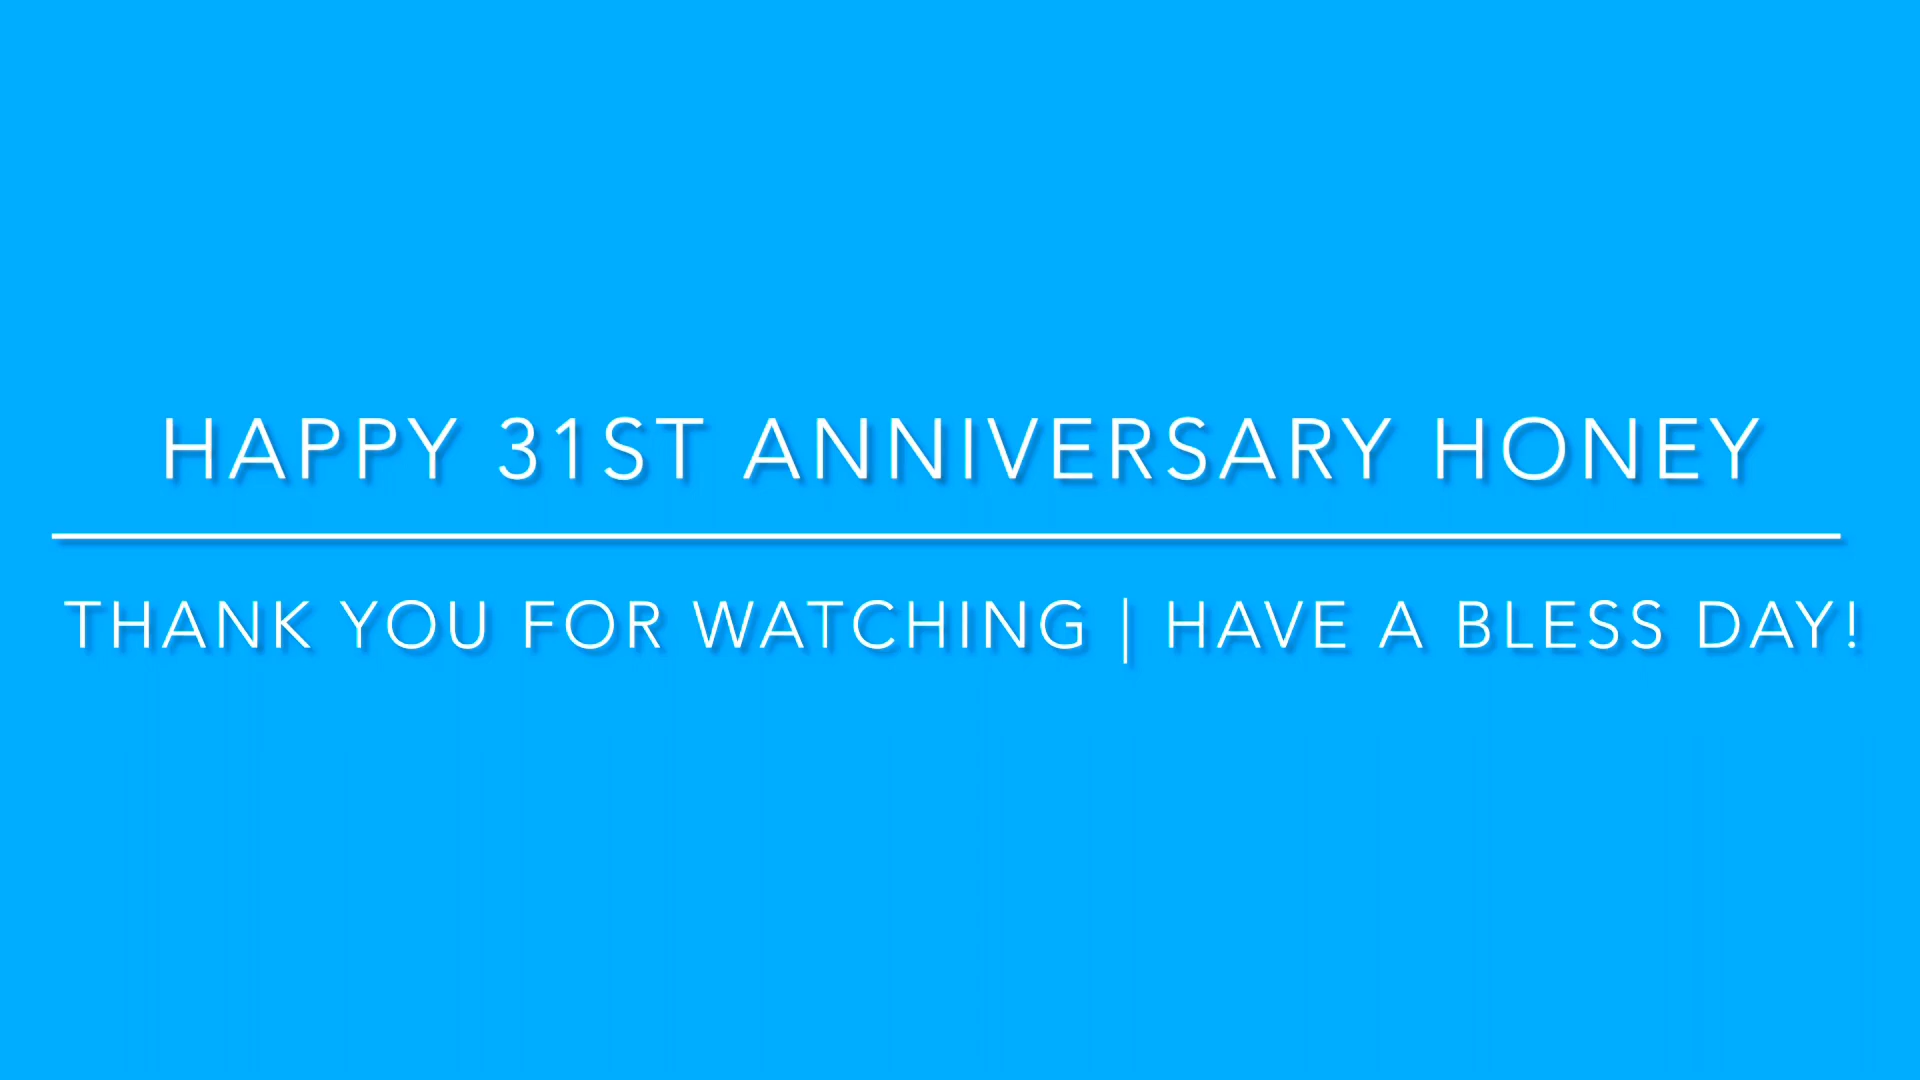 HAPPY 31ST ANNIVERSARY HONEY
THANK YOU FOR WATCHING | HAVE A BLESS DAY!